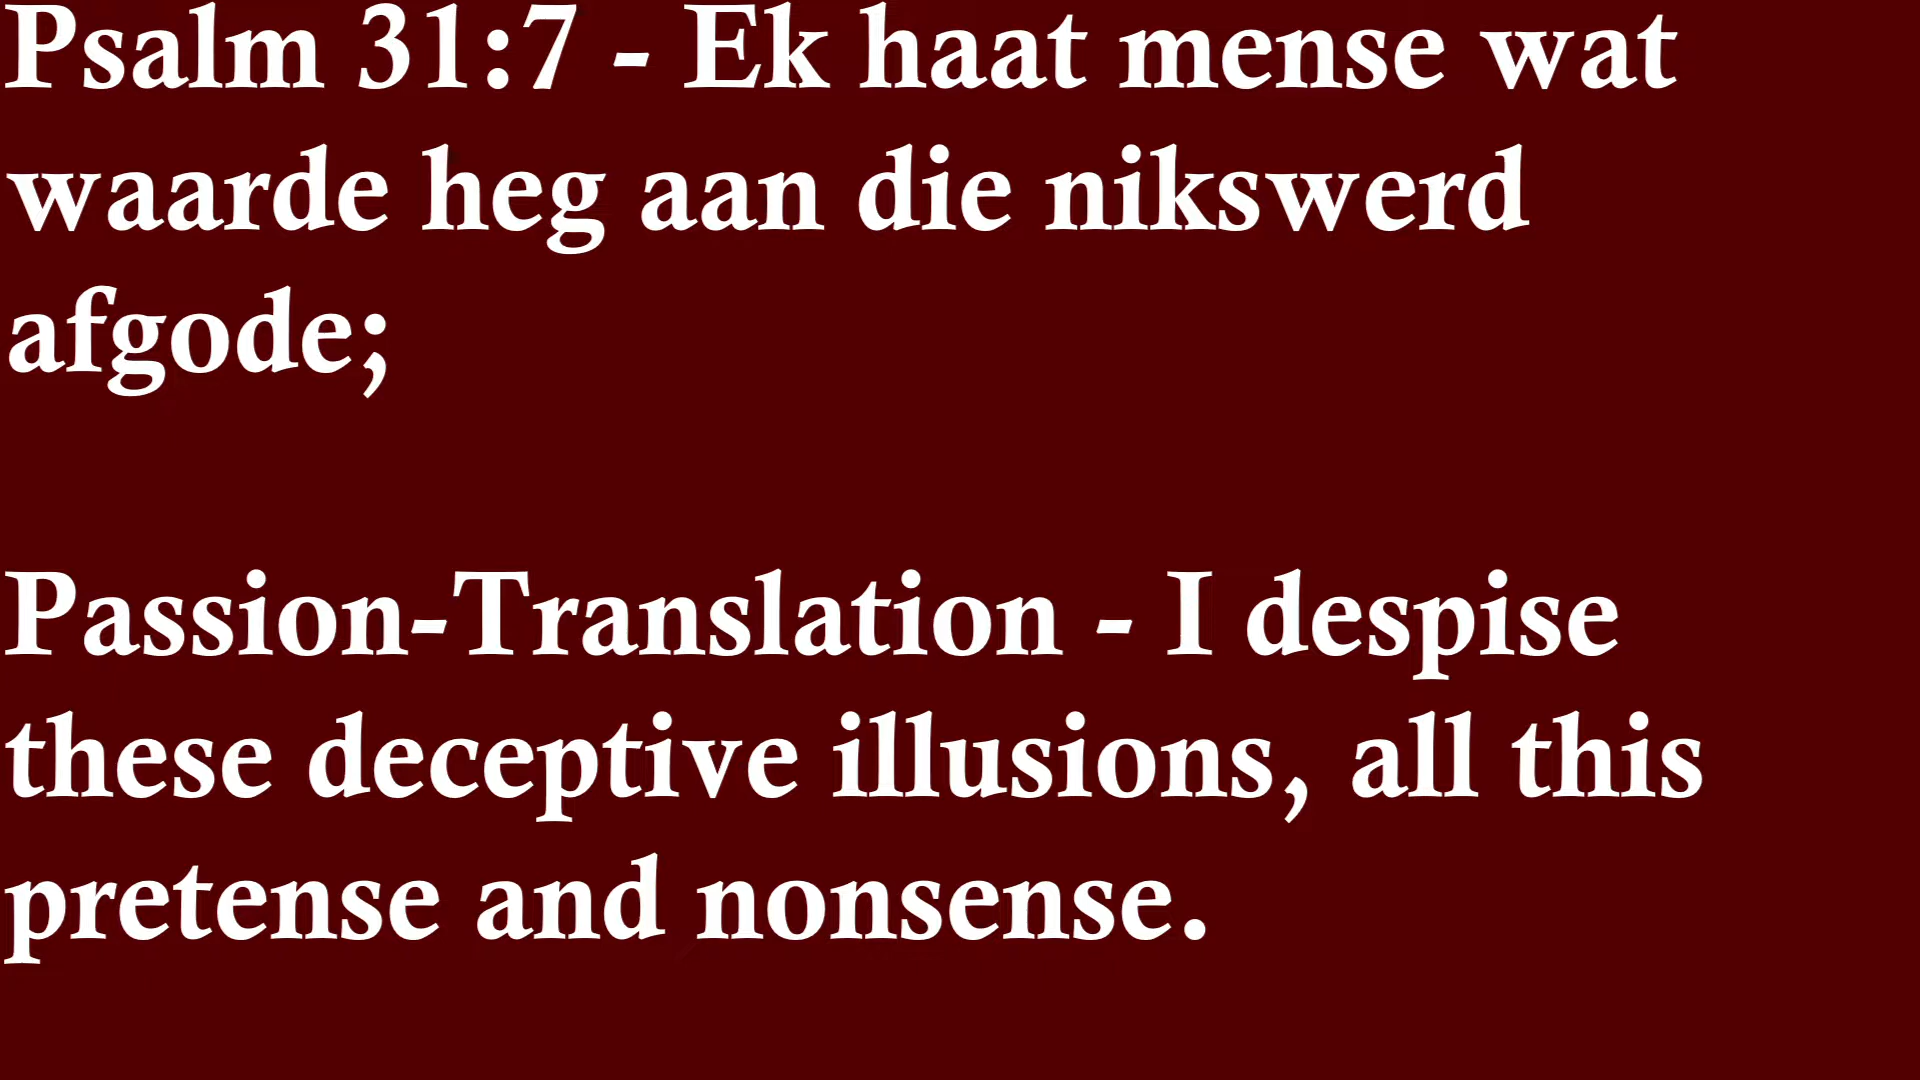 Psalm 31:7 - Ek haat mense wat
waarde heg aan die nikswerd
afgode;
Passion-Translation - I despise
these deceptive illusions, all this
pretense and nonsense.